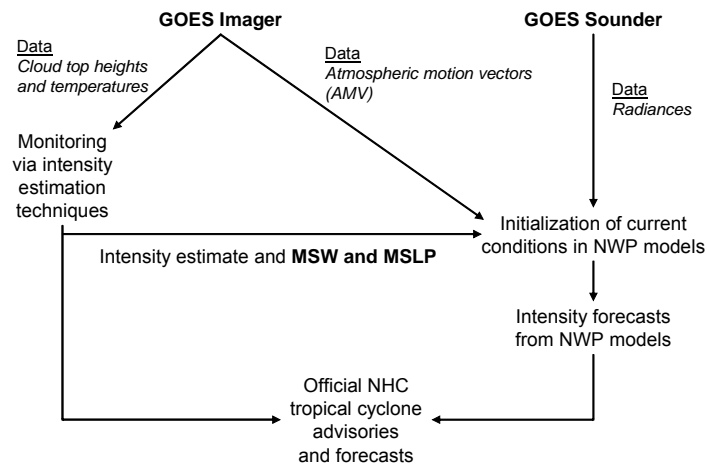 GOES Imager
GOES Sounder
Data
Cloud top heights
and temperatures
Data
Atmospheric motion vectors
(AMV)
Data
Radiances
Monitoring
via intensity
estimation
techniques
Initialization of current
conditions in NWP models
Intensity estimate and MSW and MSLP
Intensity forecasts
from NWP models
Official NHC
tropical cyclone
advisories
and forecasts